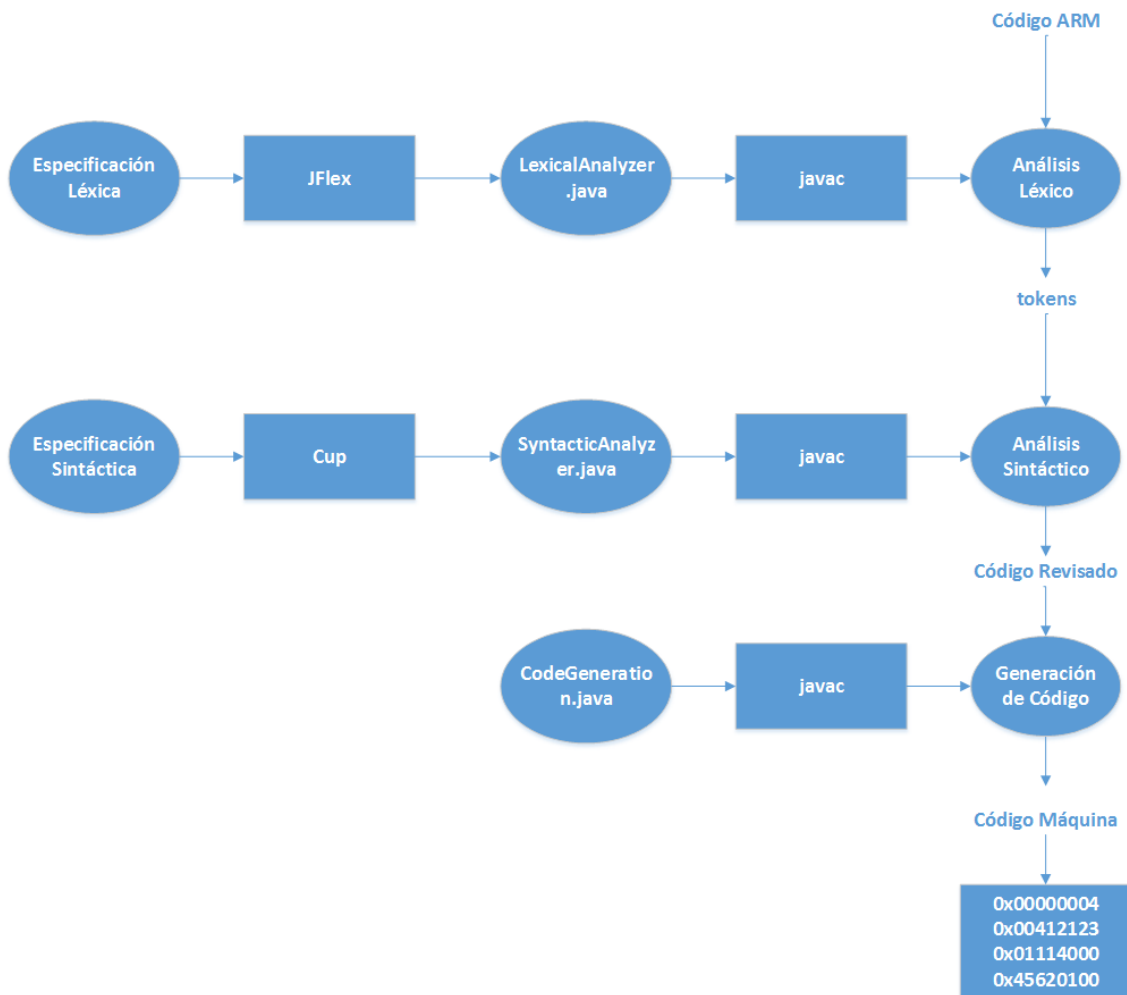 Código ARM
Especificación
Léxica
JFlex
LexicalAnalyzer
.java
javac
Análisis
Léxico
tokens
Especificación
Sintáctica
Cup
SyntacticAnalyz
er.java
javac
Análisis
Sintáctico
Código Revisado
CodeGeneratio
n.java
javac
Generación
de Código
Código Máquina
0x00000004
0x00412123
0x01114000
0x45620100